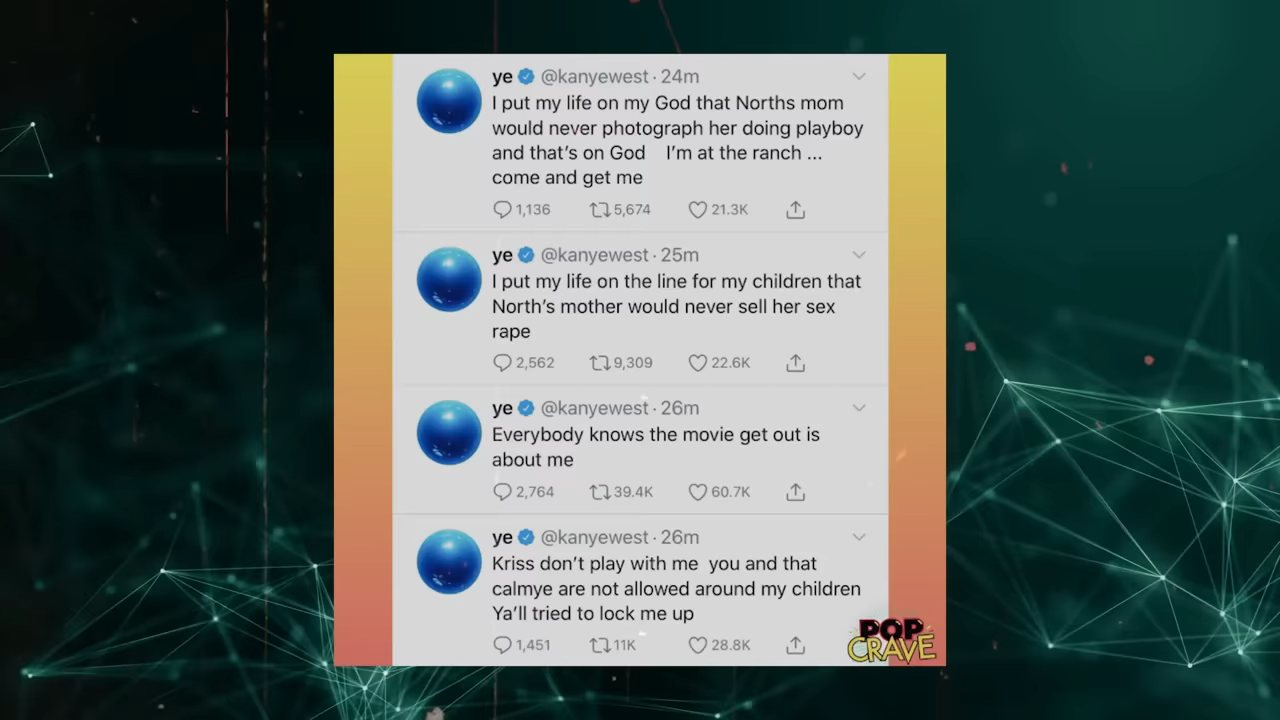 ye @kanyewest · 24m
I put my life on my God that Norths mom
would never photograph her doing playboy
and that's on God I'm at the ranch ...
come and get me
1,136 5,674 21.3K
ye @kanyewest · 25m
I put my life on the line for my children that
North's mother would never sell her sex
rape
2,562 9,309 22.6K
ye @kanyewest · 26m
Everybody knows the movie get out is
about me
2,764 39.4K 60.7K
ye @kanyewest · 26m
Kriss don't play with me you and that
calmye are not allowed around my children
Ya'll tried to lock me up
1,451 11K 28.8K
POP
CRAVE